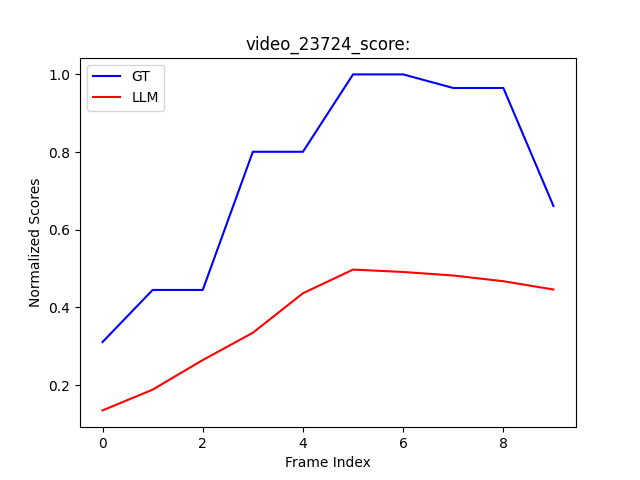 video_23724_score:
GT
LLM
1.0
0.8
0.6
0.4
0.2
Normalized Scores
0 2 4 6 8
Frame Index